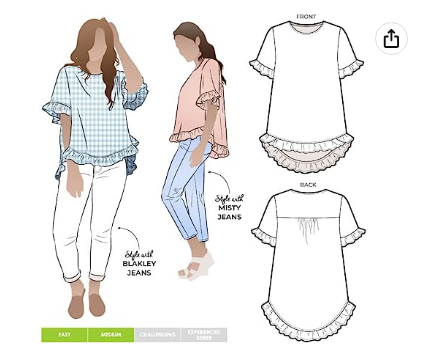 FRONT
Style with
MISTY
JEANS
BACK
Style with
BLAKLEY
JEANS
EASY
MEDIUM
CHALLENGING
EXPERIENCED
SEWER